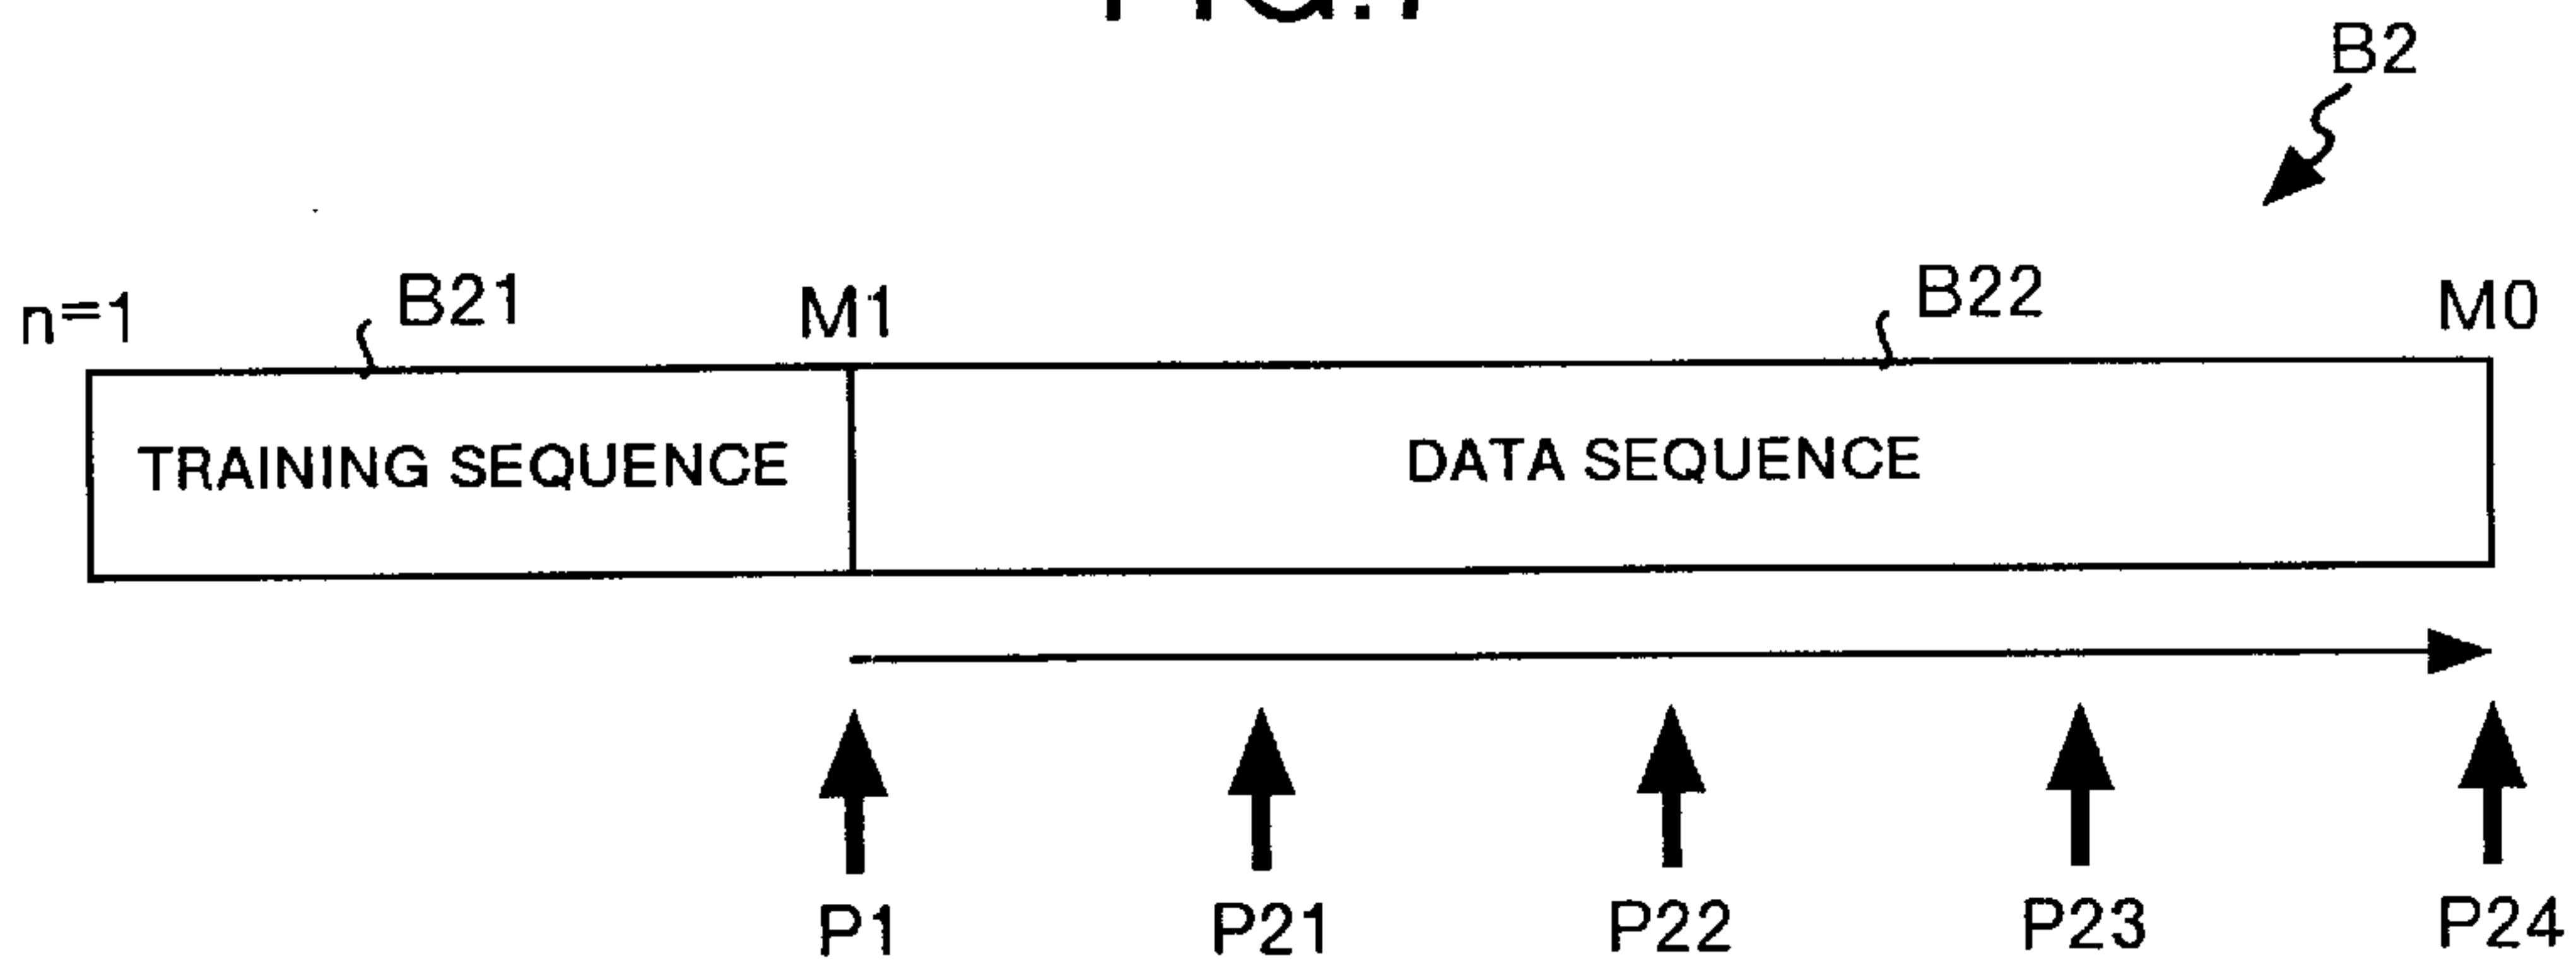 B2
n=1 B21 M1 B22 M0
TRAINING SEQUENCE DATA SEQUENCE
P1 P21 P22 P23 P24